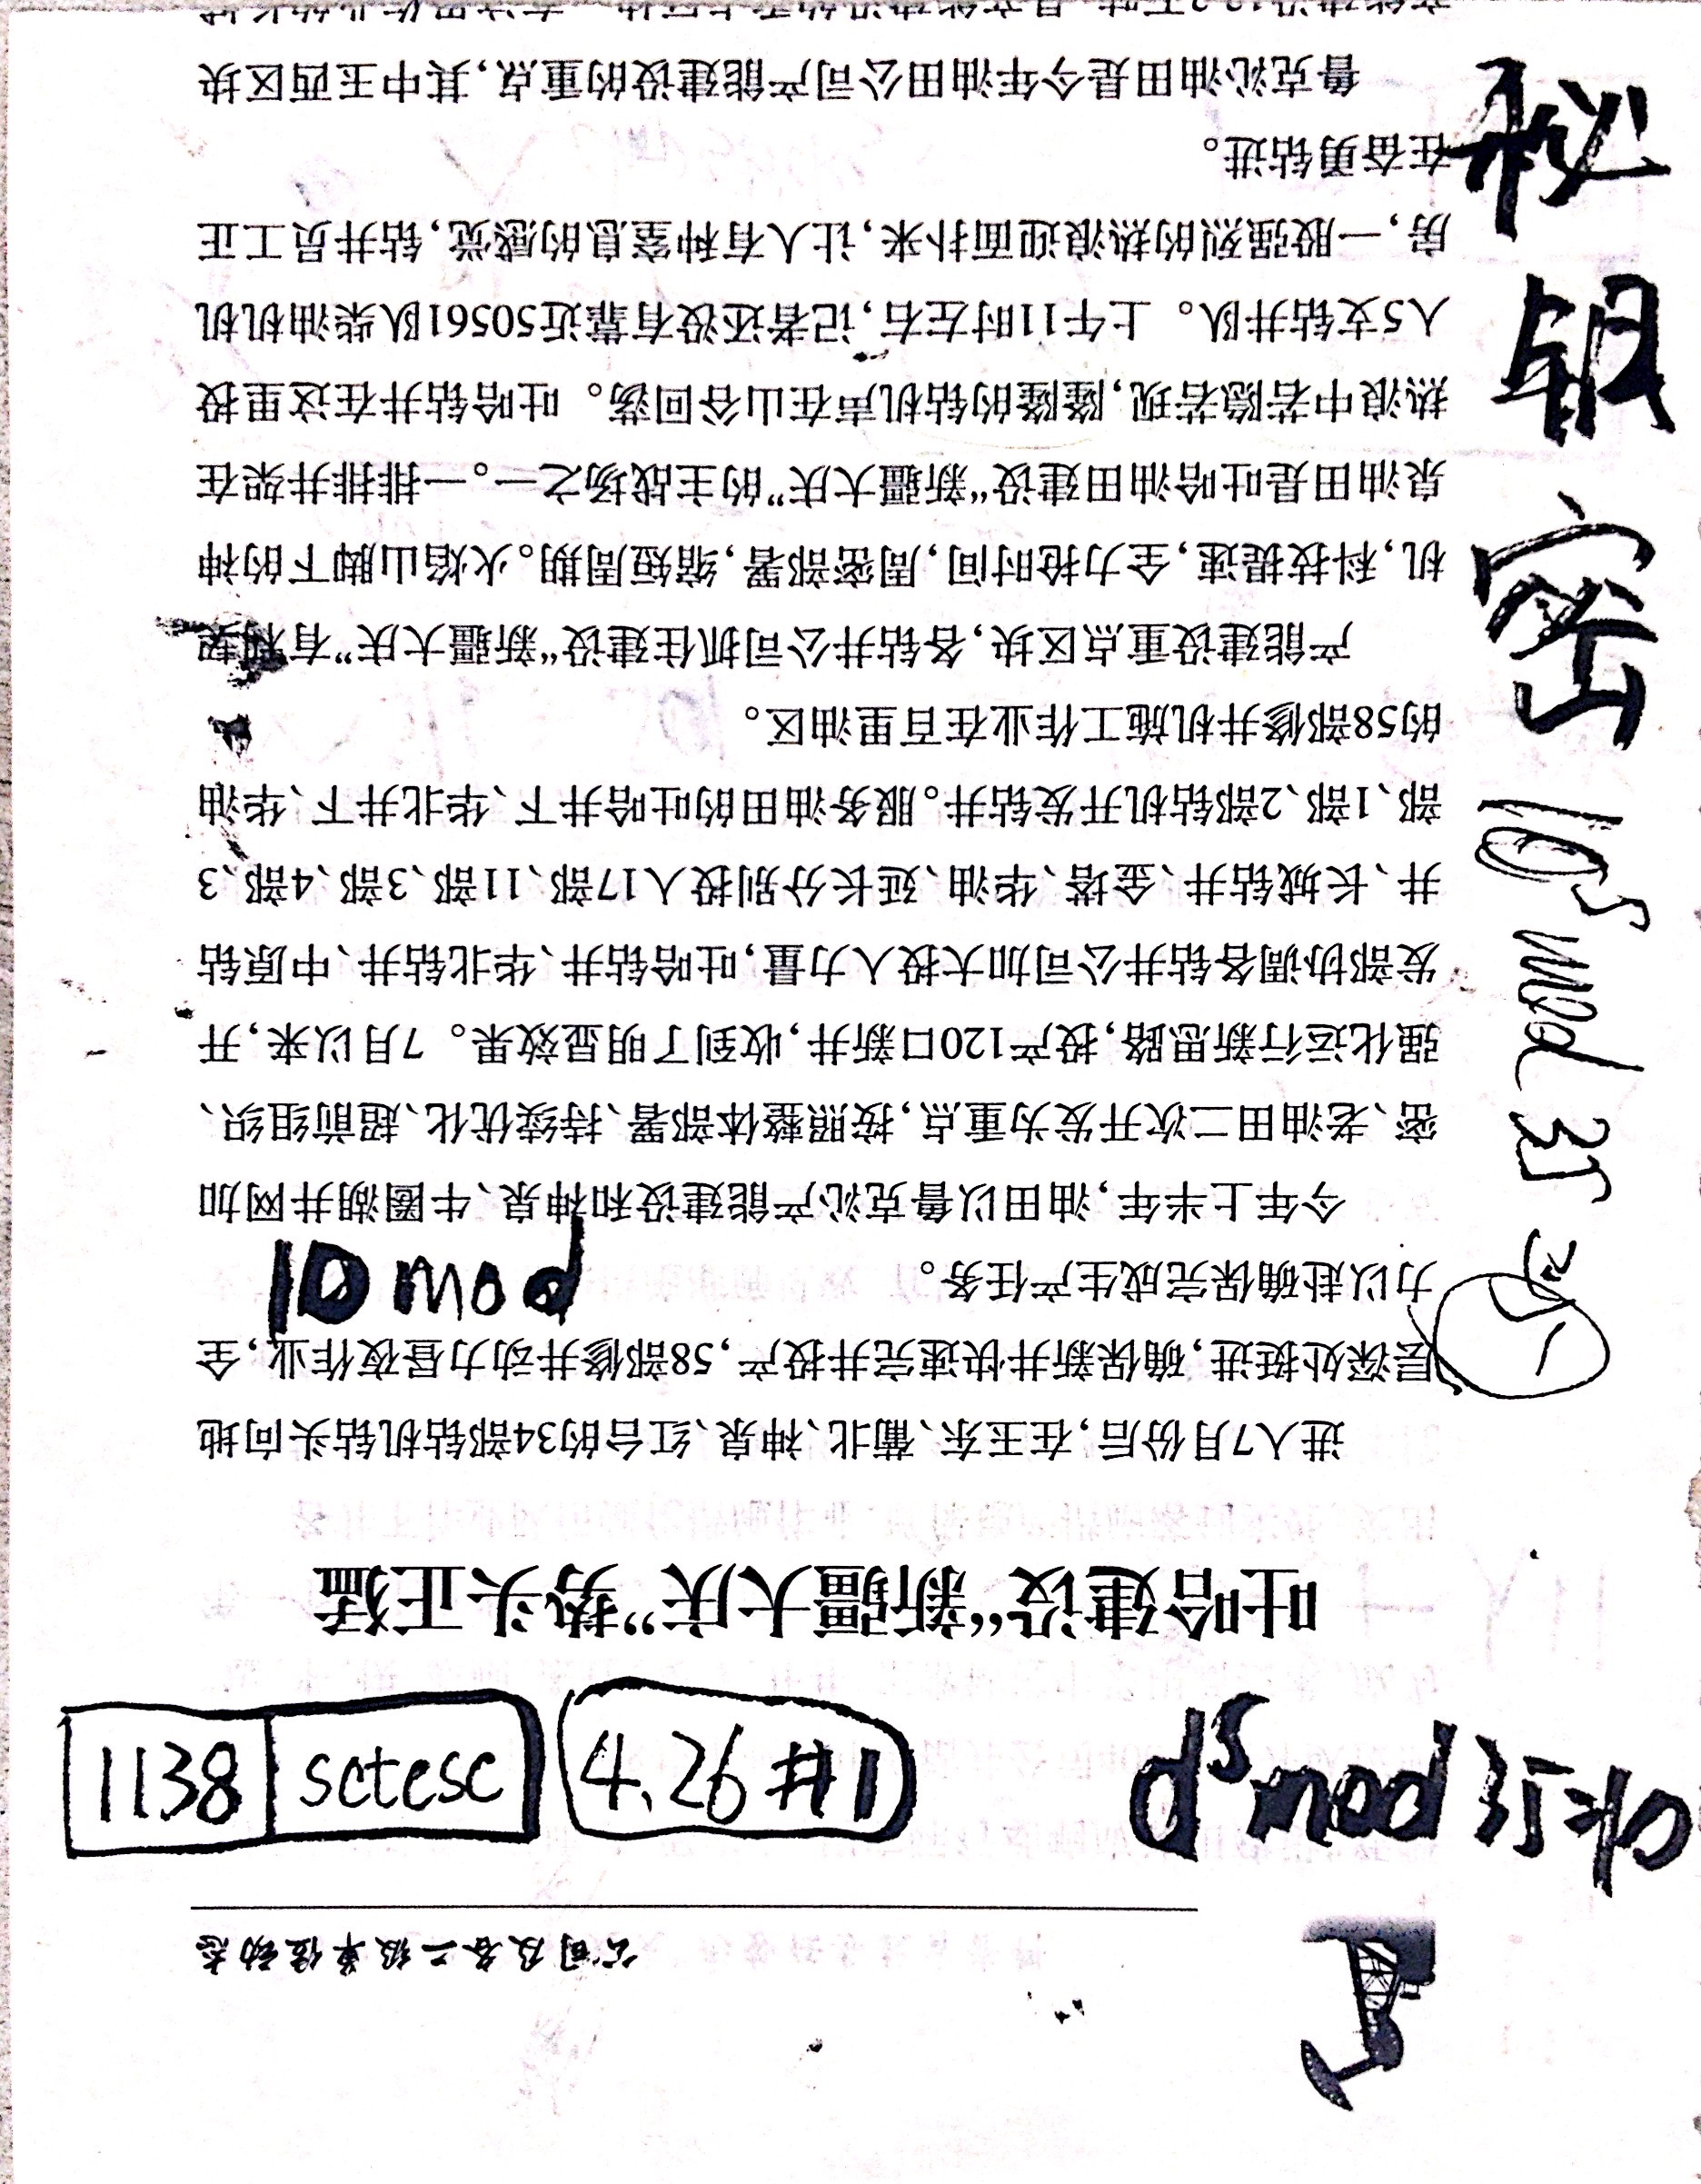 公司及各二级单位动态
1138 sctesc 4.26 #1
d⁵mod 35
吐哈建设“新疆大庆”势头正猛
进入7月份后,在玉东、葡北、神泉、红台的34部钻机钻头向地
层深处挺进,确保新井快速完井投产,58部修井动力昼夜作业,全
力以赴确保完成生产任务。
10 mod
今年上半年,油田以鲁克沁产能建设和神泉、牛圈湖井网加
密、老油田二次开发为重点,按照整体部署、持续优化、超前组织、
强化运行新思路,投产120口新井,收到了明显效果。7月以来,开
发部协调各钻井公司加大投入力量,吐哈钻井、华北钻井、中原钻
井、长城钻井、金塔、华油、延长分别投入17部、11部、3部、4部、3
部、1部、2部钻机开发钻井。服务油田的吐哈井下、华北井下、华油
的58部修井机施工作业在百里油区。
产能建设重点区块,各钻井公司抓住建设“新疆大庆”有利契
机,科技提速,全力抢时间,周密部署,缩短周期。火焰山脚下的神
泉油田是吐哈油田建设“新疆大庆”的主战场之一。一排排井架在
热浪中若隐若现,隆隆的钻机声在山谷回荡。吐哈钻井在这里投
入5支钻井队。上午11时左右,记者还没有靠近50561队柴油机机
房,一股强烈的热浪迎面扑来,让人有种窒息的感觉,钻井员工正
在奋勇钻进。
鲁克沁油田是今年油田公司产能建设的重点,其中玉西区块
秘钥密 10⁵ mod 35